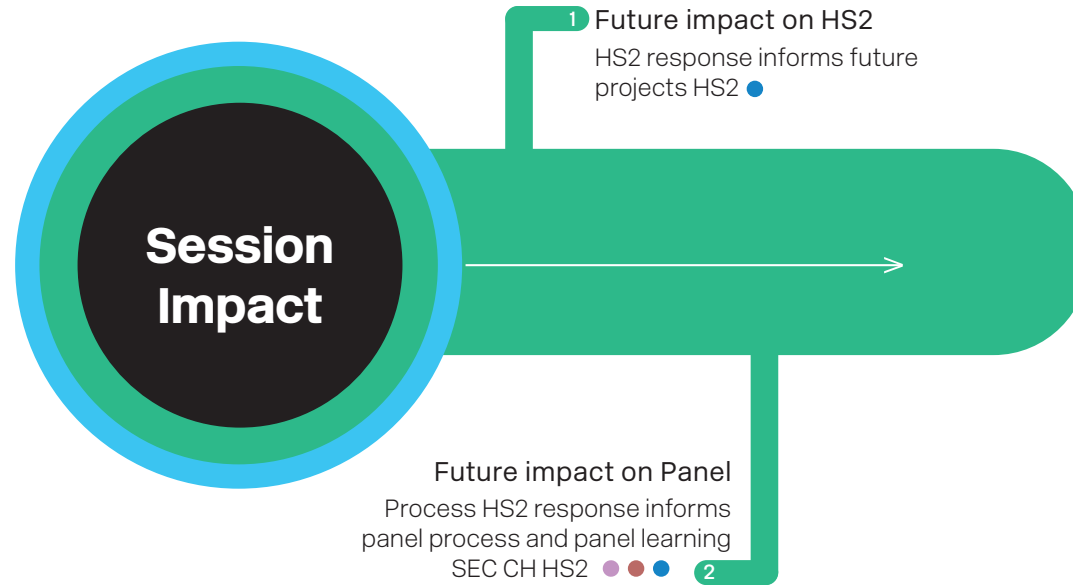 1 Future impact on HS2
HS2 response informs future
projects HS2
Session
Impact
Future impact on Panel
Process HS2 response informs
panel process and panel learning
SEC CH HS2
2